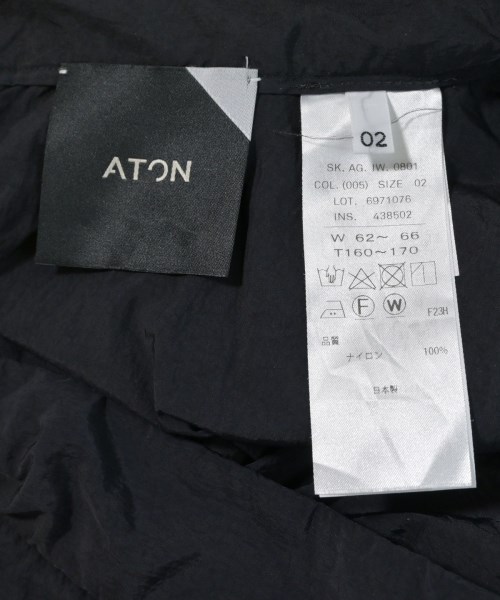 ATON
02
SK. AG. IW. 0801
COL. (005) SIZE 02
LOT. 6971076
INS. 438502
W 62～ 66
T160～170
F W
F23H
品質
ナイロン 100%
日本製